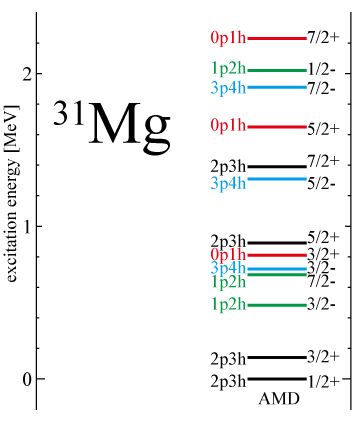 0p1h 7/2+
2 1p2h 1/2-
3p4h 7/2-
³¹Mg
0p1h 5/2+
2p3h 7/2+
3p4h 5/2-
excitation energy [MeV]
1 2p3h 5/2+
0p1h 3/2+
3p4h 3/2-
1p2h 7/2-
1p2h 3/2-
2p3h 3/2+
0 2p3h 1/2+
AMD